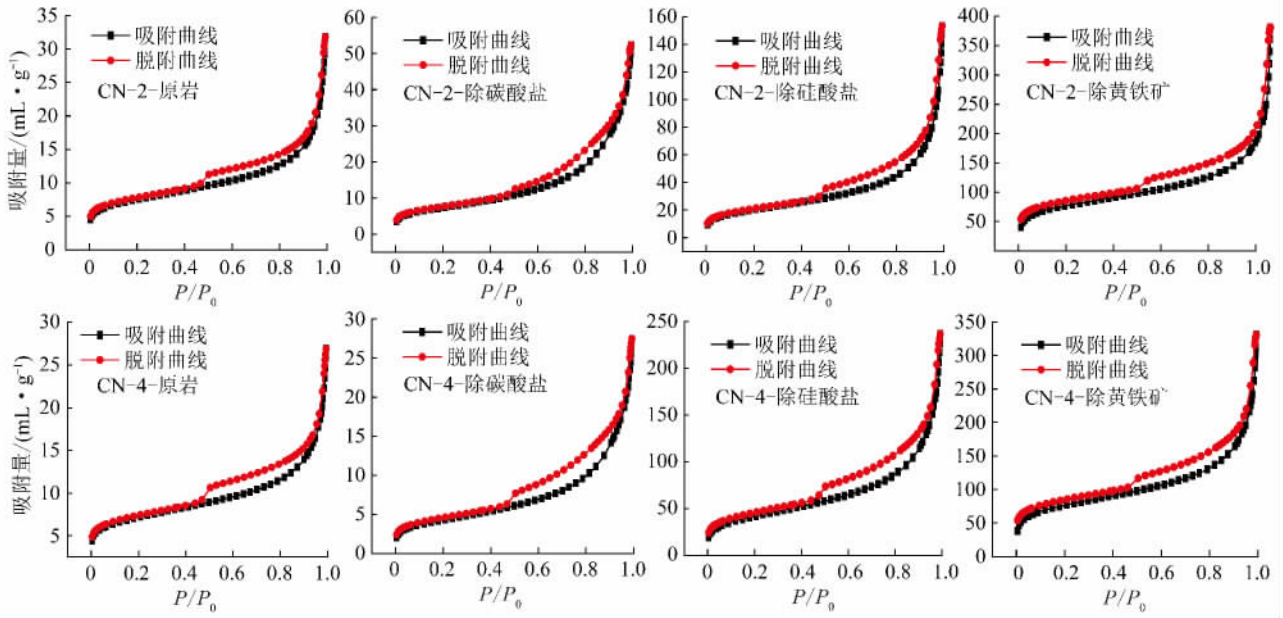 吸附量/(mL·g⁻¹)
35
30
25
20
15
10
5
0
吸附曲线
脱附曲线
CN-2-原岩
0 0.2 0.4 0.6 0.8 1.0
P/P₀
60
50
40
30
20
10
0
吸附曲线
脱附曲线
CN-2-除碳酸盐
0 0.2 0.4 0.6 0.8 1.0
P/P₀
160
140
120
100
80
60
40
20
0
吸附曲线
脱附曲线
CN-2-除硅酸盐
0 0.2 0.4 0.6 0.8 1.0
P/P₀
400
350
300
250
200
150
100
50
吸附曲线
脱附曲线
CN-2-除黄铁矿
0 0.2 0.4 0.6 0.8 1.0
P/P₀
吸附量/(mL·g⁻¹)
30
25
20
15
10
5
吸附曲线
脱附曲线
CN-4-原岩
0 0.2 0.4 0.6 0.8 1.0
P/P₀
30
25
20
15
10
5
0
吸附曲线
脱附曲线
CN-4-除碳酸盐
0 0.2 0.4 0.6 0.8 1.0
P/P₀
250
200
150
100
50
0
吸附曲线
脱附曲线
CN-4-除硅酸盐
0 0.2 0.4 0.6 0.8 1.0
P/P₀
350
300
250
200
150
100
50
0
吸附曲线
脱附曲线
CN-4-除黄铁矿
0 0.2 0.4 0.6 0.8 1.0
P/P₀